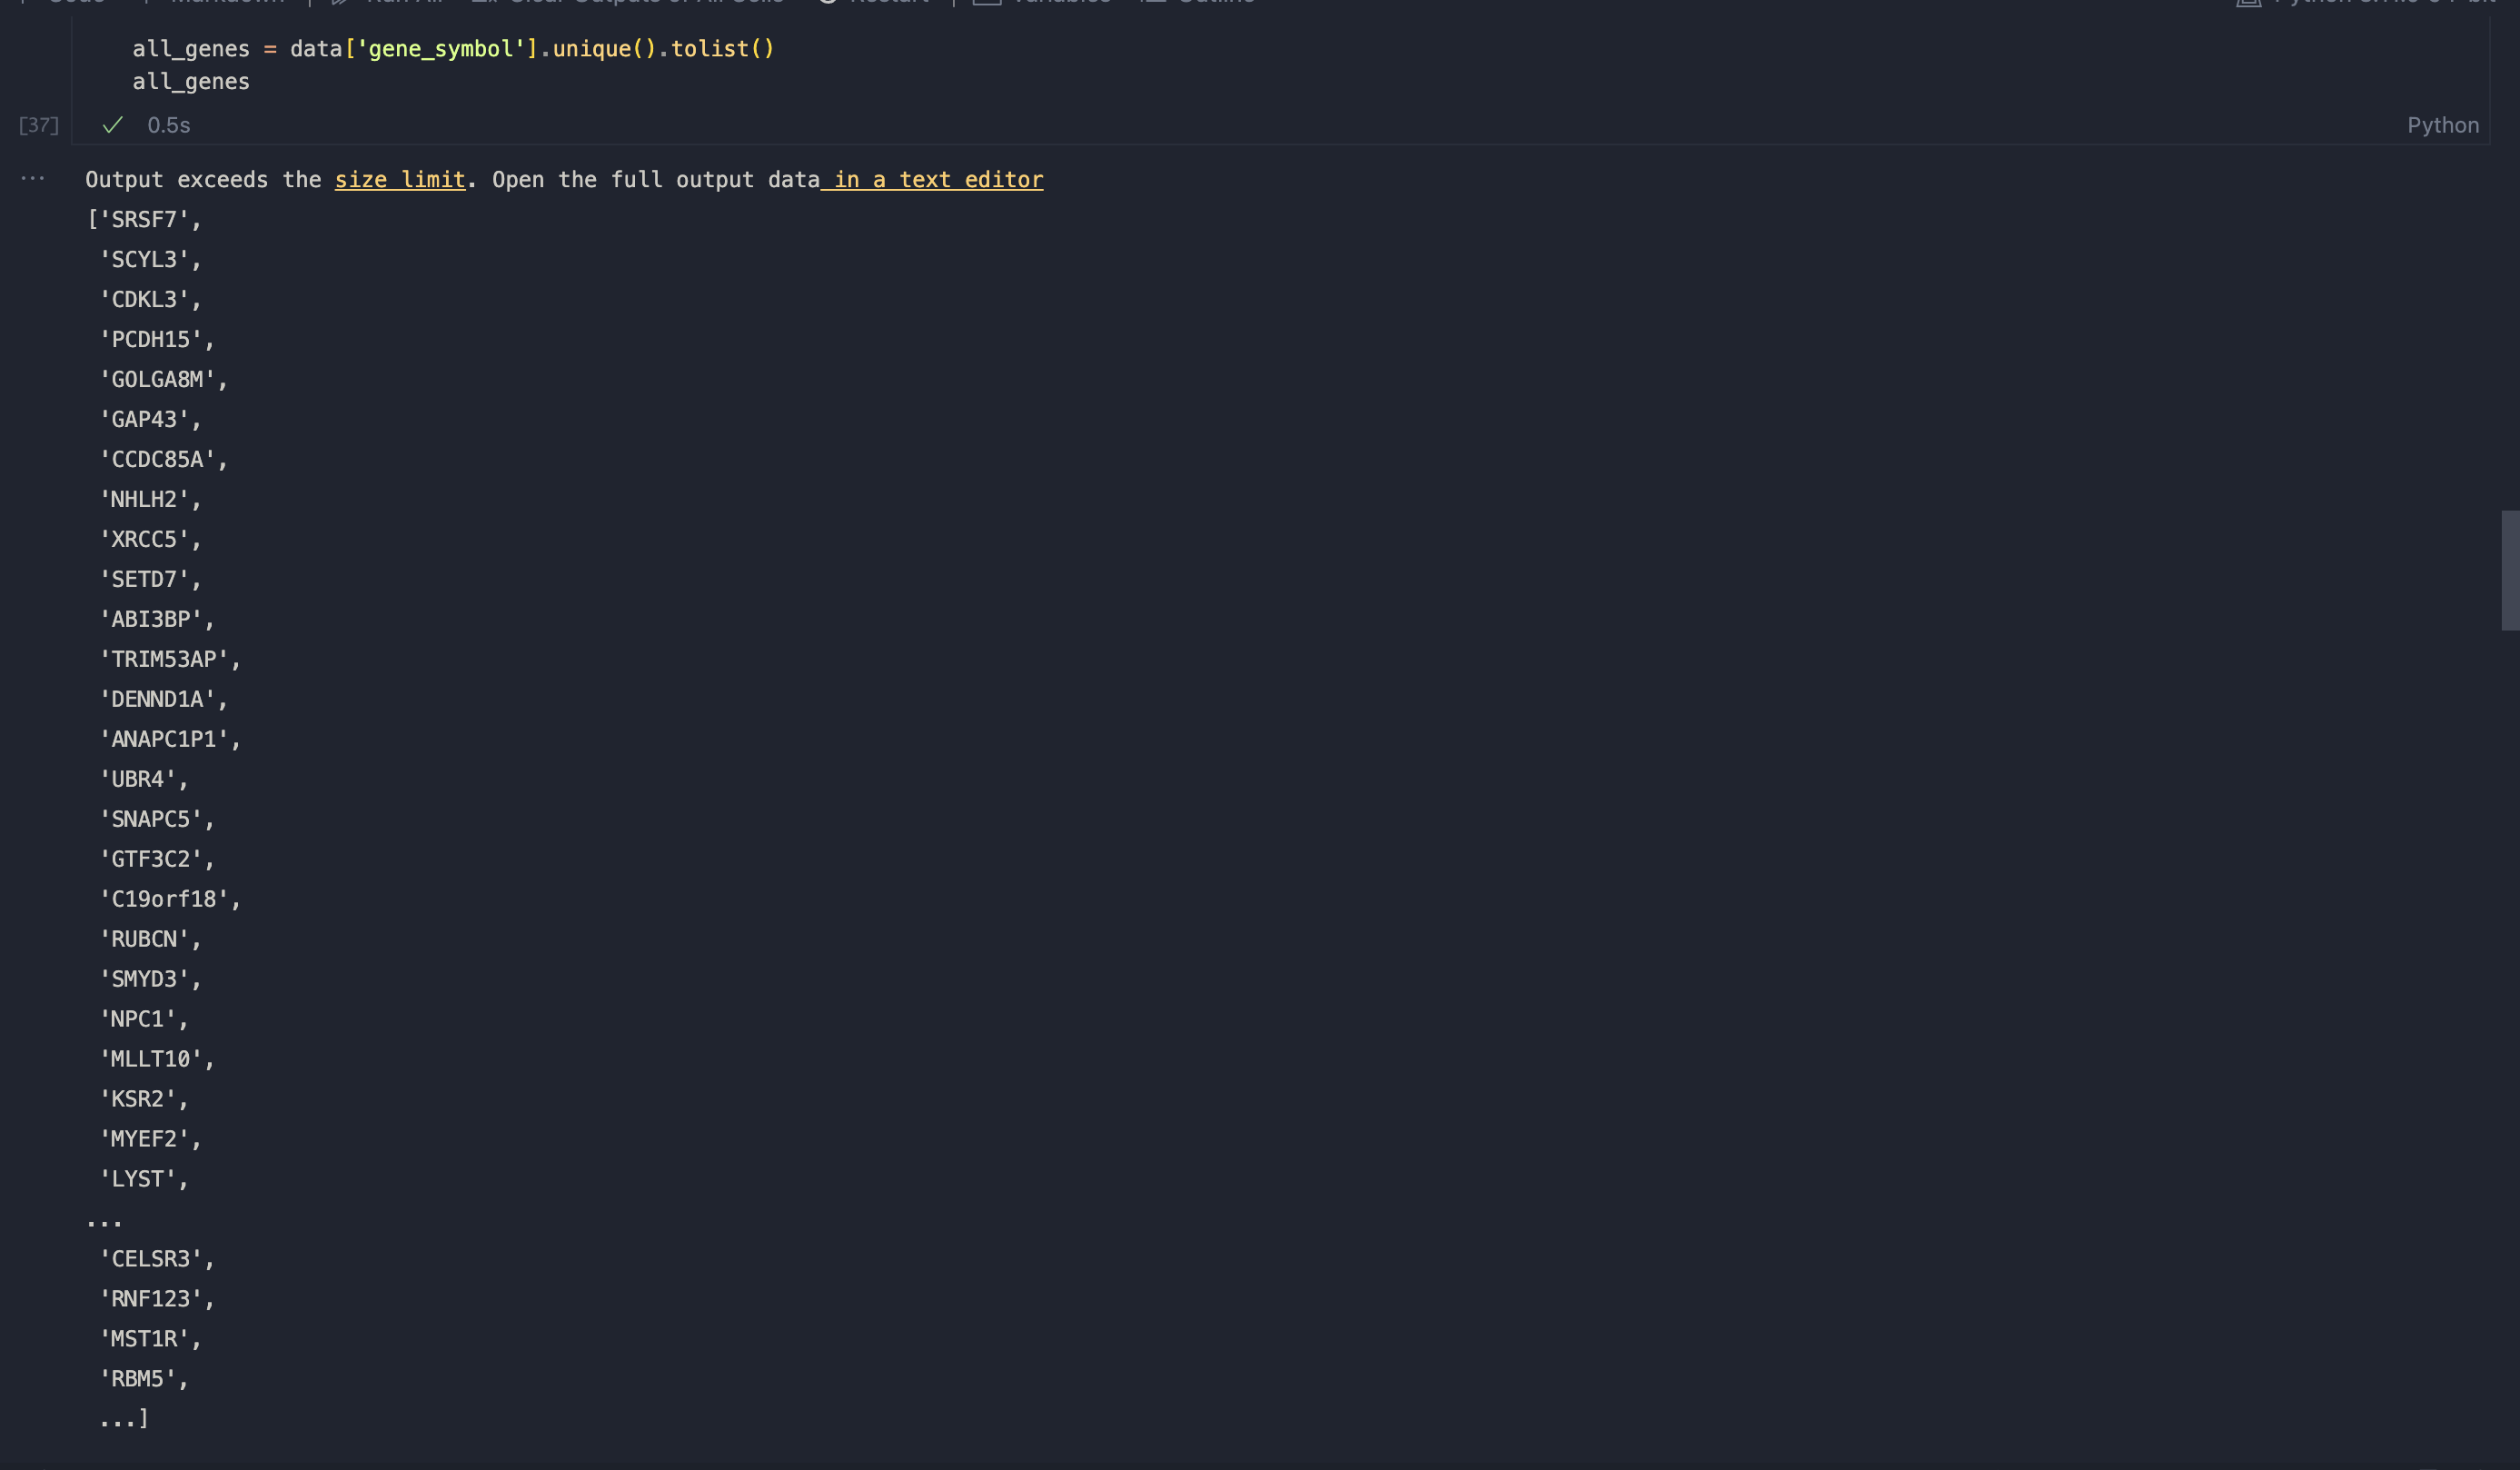 all_genes = data['gene_symbol'].unique().tolist()
all_genes
[37] 0.5s Python
... Output exceeds the size limit. Open the full output data in a text editor
['SRSF7',
'SCYL3',
'CDKL3',
'PCDH15',
'GOLGA8M',
'GAP43',
'CCDC85A',
'NHLH2',
'XRCC5',
'SETD7',
'ABI3BP',
'TRIM53AP',
'DENND1A',
'ANAPC1P1',
'UBR4',
'SNAPC5',
'GTF3C2',
'C19orf18',
'RUBCN',
'SMYD3',
'NPC1',
'MLLT10',
'KSR2',
'MYEF2',
'LYST',
...
'CELSR3',
'RNF123',
'MST1R',
'RBM5',
...]